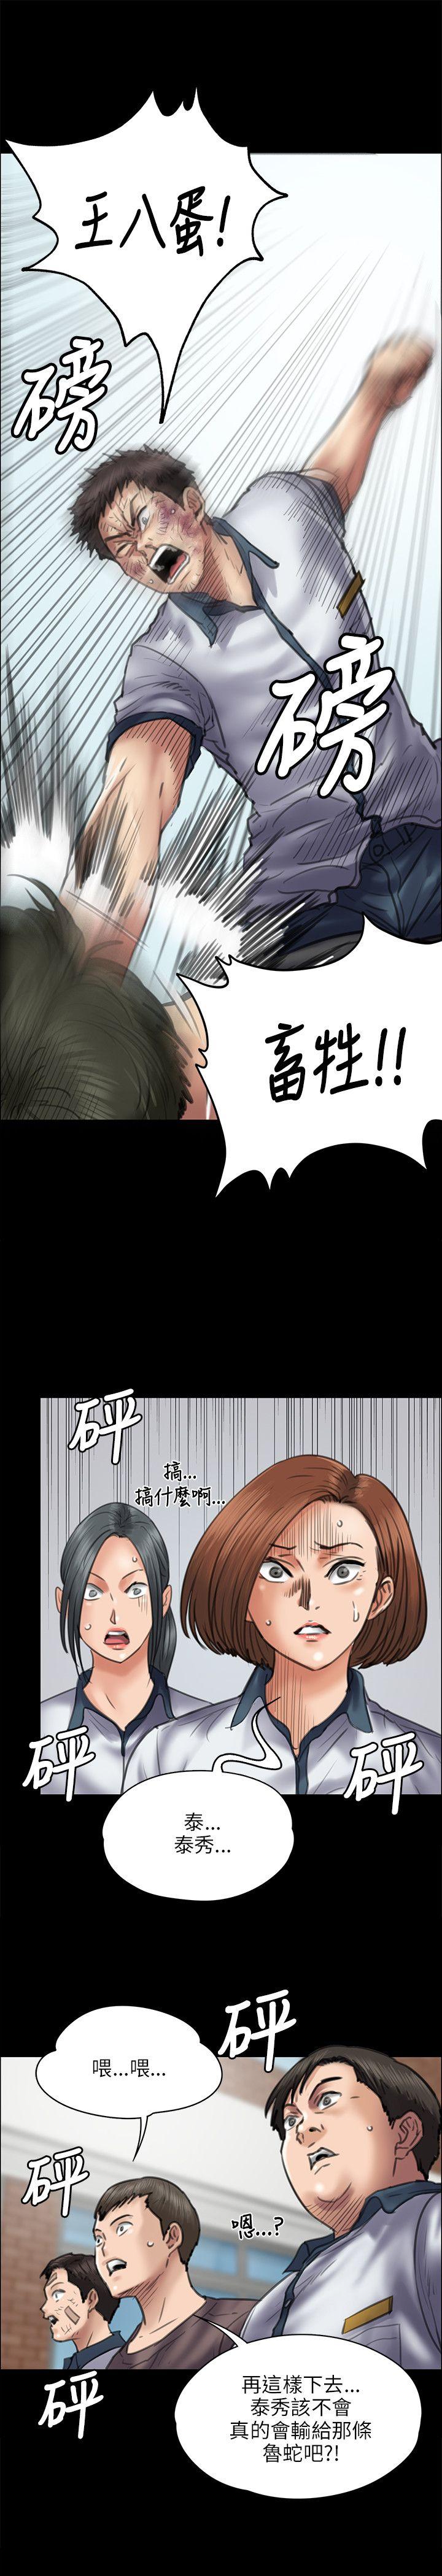 王八蛋!
磅
磅
畜牲!!
砰
搞...
搞什麼啊...
砰
砰
泰...
泰秀...
砰
喂...喂...
砰
嗯...?
砰
再這樣下去...
泰秀該不會
真的會輸給那條
魯蛇吧?!